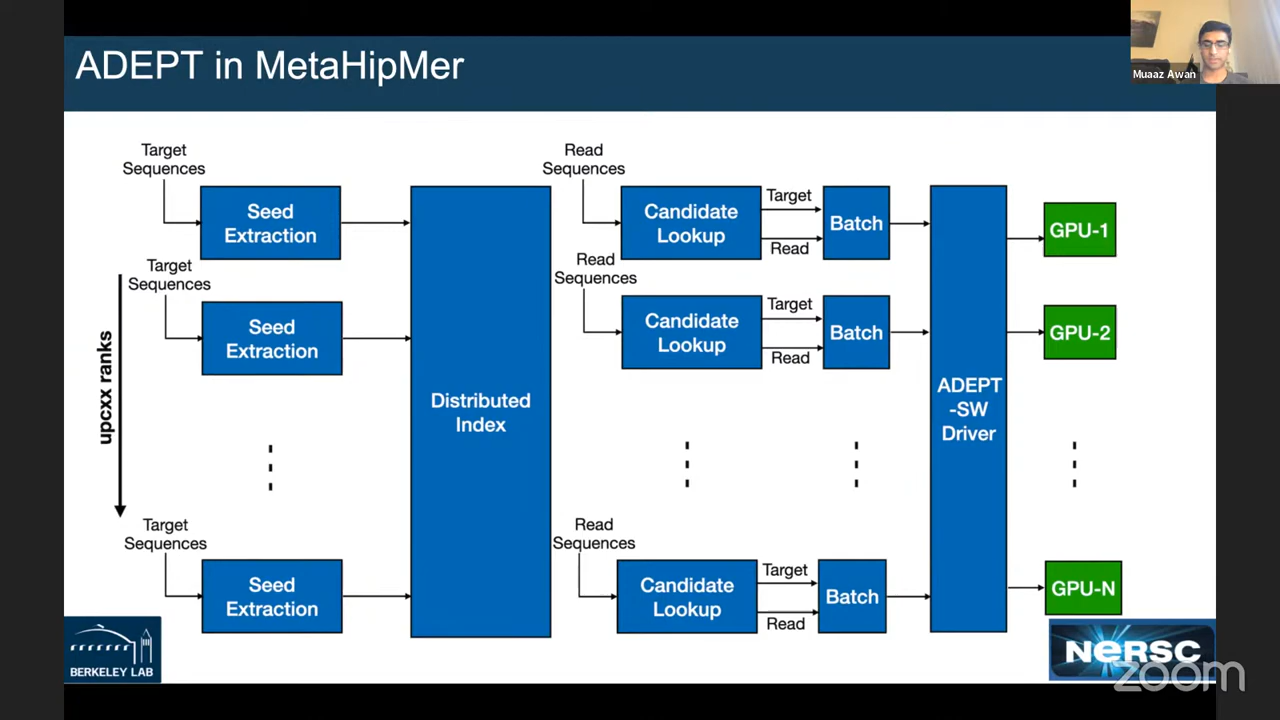 ADEPT in MetaHipMer
Muaaz Awan
Target
Sequences
Seed
Extraction
Target
Sequences
Seed
Extraction
upcxx ranks
Target
Sequences
Seed
Extraction
Distributed
Index
Read
Sequences
Candidate
Lookup
Target
Read
Batch
Read
Sequences
Candidate
Lookup
Target
Read
Batch
Read
Sequences
Candidate
Lookup
Target
Read
Batch
ADEPT
-SW
Driver
GPU-1
GPU-2
GPU-N
BERKELEY LAB
NERSC
zoom